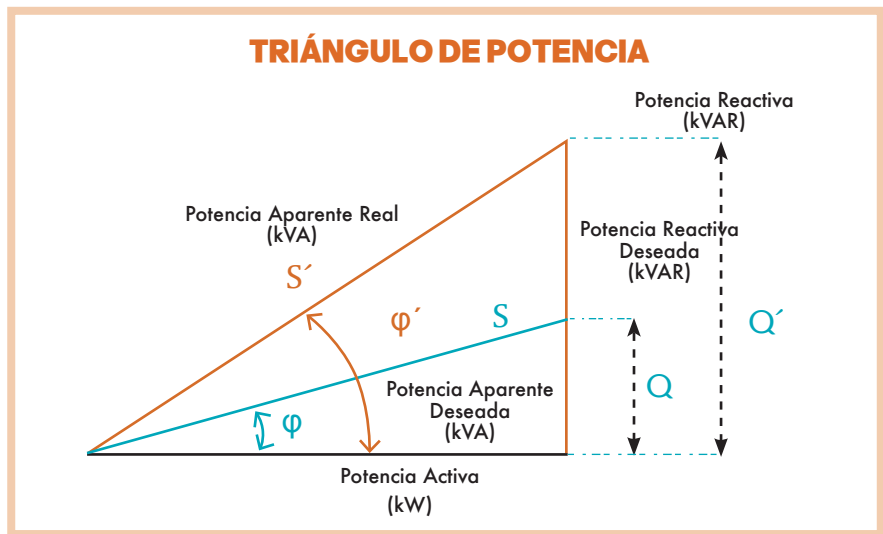 TRIÁNGULO DE POTENCIA
Potencia Reactiva
(kVAR)
Potencia Aparente Real
(kVA)
S´
Potencia Reactiva
Deseada
(kVAR)
φ´
S
Q´
Potencia Aparente
Deseada
(kVA)
Q
φ
Potencia Activa
(kW)